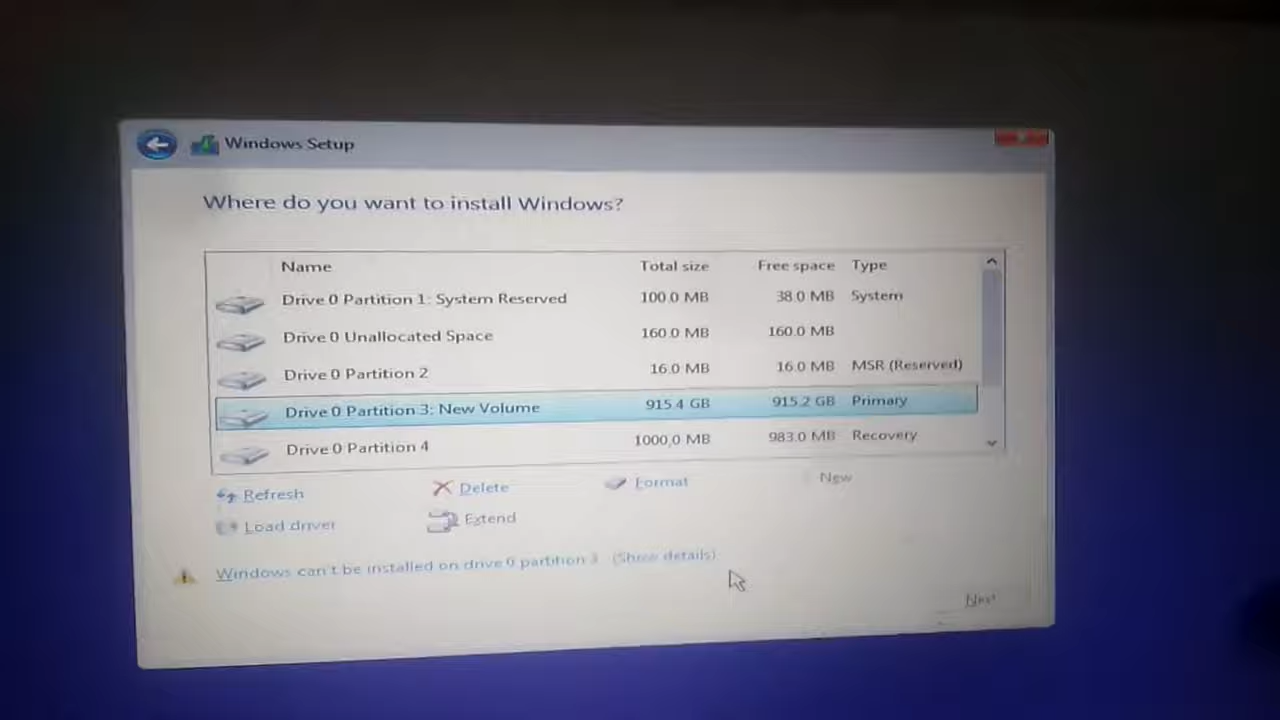 Windows Setup
Where do you want to install Windows?
Name Total size Free space Type
Drive 0 Partition 1: System Reserved 100.0 MB 38.0 MB System
Drive 0 Unallocated Space 160.0 MB 160.0 MB
Drive 0 Partition 2 16.0 MB 16.0 MB MSR (Reserved)
Drive 0 Partition 3: New Volume 915.4 GB 915.2 GB Primary
Drive 0 Partition 4 1000.0 MB 983.0 MB Recovery
Refresh Delete Format New
Load driver Extend
Windows can't be installed on drive 0 partition 3 (Show details)
Next